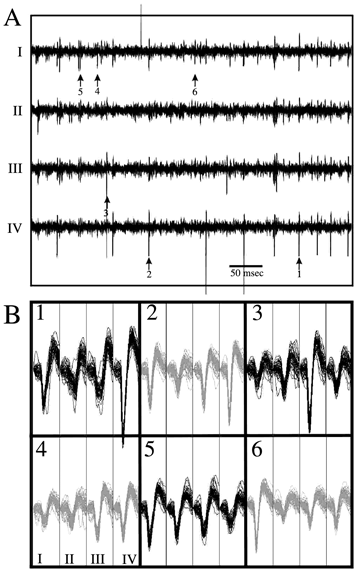 A
I
5 4 6
II
III
3
IV
50 msec
2 1
B
1 2 3
4 5 6
I II III IV